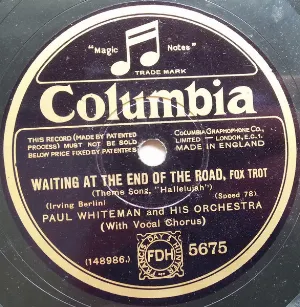 "Magic Notes"
TRADE MARK
Columbia
THIS RECORD (MADE BY PATENTED
PROCESS) MUST NOT BE SOLD
BELOW PRICE FIXED BY PATENTEES
COLUMBIA GRAPHOPHONE CO.,
LIMITED — LONDON, E.C.1.
MADE IN ENGLAND
WAITING AT THE END OF THE ROAD, FOX TROT
(Theme Song, "Hallelujah")
(Irving Berlin)
(Speed 78)
PAUL WHITEMAN and HIS ORCHESTRA
(With Vocal Chorus)
(148986.)
FDH
5675